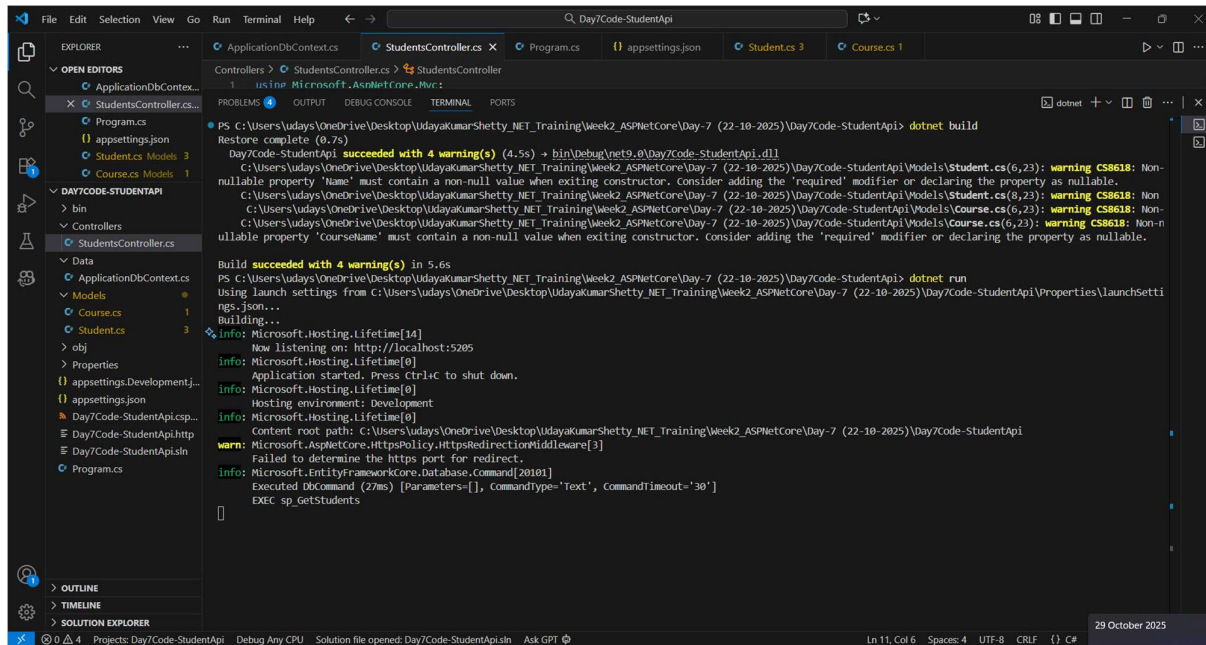 File Edit Selection View Go Run Terminal Help
Day7Code-StudentApi
EXPLORER
OPEN EDITORS
ApplicationDbContex...
StudentsController.cs...
Program.cs
{} appsettings.json
Student.cs Models 3
Course.cs Models 1
DAY7CODE-STUDENTAPI
bin
Controllers
StudentsController.cs
Data
ApplicationDbContext.cs
Models
Course.cs 1
Student.cs 3
obj
Properties
{} appsettings.Development.j...
{} appsettings.json
Day7Code-StudentApi.csp...
Day7Code-StudentApi.http
Day7Code-StudentApi.sln
Program.cs
OUTLINE
TIMELINE
SOLUTION EXPLORER
ApplicationDbContext.cs StudentsController.cs Program.cs {} appsettings.json Student.cs 3 Course.cs 1
Controllers > StudentsController.cs > StudentsController
1 using Microsoft.AspNetCore.Mvc;
PROBLEMS 4 OUTPUT DEBUG CONSOLE TERMINAL PORTS dotnet
PS C:\Users\udays\OneDrive\Desktop\UdayaKumarShetty_NET_Training\Week2_ASPNetCore\Day-7 (22-10-2025)\Day7Code-StudentApi> dotnet build
Restore complete (0.7s)
Day7Code-StudentApi succeeded with 4 warning(s) (4.5s) → bin\Debug\net9.0\Day7Code-StudentApi.dll
C:\Users\udays\OneDrive\Desktop\UdayaKumarShetty_NET_Training\Week2_ASPNetCore\Day-7 (22-10-2025)\Day7Code-StudentApi\Models\Student.cs(6,23): warning CS8618: Non-
nullable property 'Name' must contain a non-null value when exiting constructor. Consider adding the 'required' modifier or declaring the property as nullable.
C:\Users\udays\OneDrive\Desktop\UdayaKumarShetty_NET_Training\Week2_ASPNetCore\Day-7 (22-10-2025)\Day7Code-StudentApi\Models\Student.cs(8,23): warning CS8618: Non
C:\Users\udays\OneDrive\Desktop\UdayaKumarShetty_NET_Training\Week2_ASPNetCore\Day-7 (22-10-2025)\Day7Code-StudentApi\Models\Course.cs(6,23): warning CS8618: Non-
C:\Users\udays\OneDrive\Desktop\UdayaKumarShetty_NET_Training\Week2_ASPNetCore\Day-7 (22-10-2025)\Day7Code-StudentApi\Models\Course.cs(6,23): warning CS8618: Non-n
ullable property 'CourseName' must contain a non-null value when exiting constructor. Consider adding the 'required' modifier or declaring the property as nullable.
Build succeeded with 4 warning(s) in 5.6s
PS C:\Users\udays\OneDrive\Desktop\UdayaKumarShetty_NET_Training\Week2_ASPNetCore\Day-7 (22-10-2025)\Day7Code-StudentApi> dotnet run
Using launch settings from C:\Users\udays\OneDrive\Desktop\UdayaKumarShetty_NET_Training\Week2_ASPNetCore\Day-7 (22-10-2025)\Day7Code-StudentApi\Properties\launchSetti
ngs.json...
Building...
info: Microsoft.Hosting.Lifetime[14]
Now listening on: http://localhost:5205
info: Microsoft.Hosting.Lifetime[0]
Application started. Press Ctrl+C to shut down.
info: Microsoft.Hosting.Lifetime[0]
Hosting environment: Development
info: Microsoft.Hosting.Lifetime[0]
Content root path: C:\Users\udays\OneDrive\Desktop\UdayaKumarShetty_NET_Training\Week2_ASPNetCore\Day-7 (22-10-2025)\Day7Code-StudentApi
warn: Microsoft.AspNetCore.HttpsPolicy.HttpsRedirectionMiddleware[3]
Failed to determine the https port for redirect.
info: Microsoft.EntityFrameworkCore.Database.Command[20101]
Executed DbCommand (27ms) [Parameters=[], CommandType='Text', CommandTimeout='30']
EXEC sp_GetStudents
0 4 Projects: Day7Code-StudentApi Debug Any CPU Solution file opened: Day7Code-StudentApi.sln Ask GPT Ln 11, Col 6 Spaces: 4 UTF-8 CRLF {} C#
29 October 2025